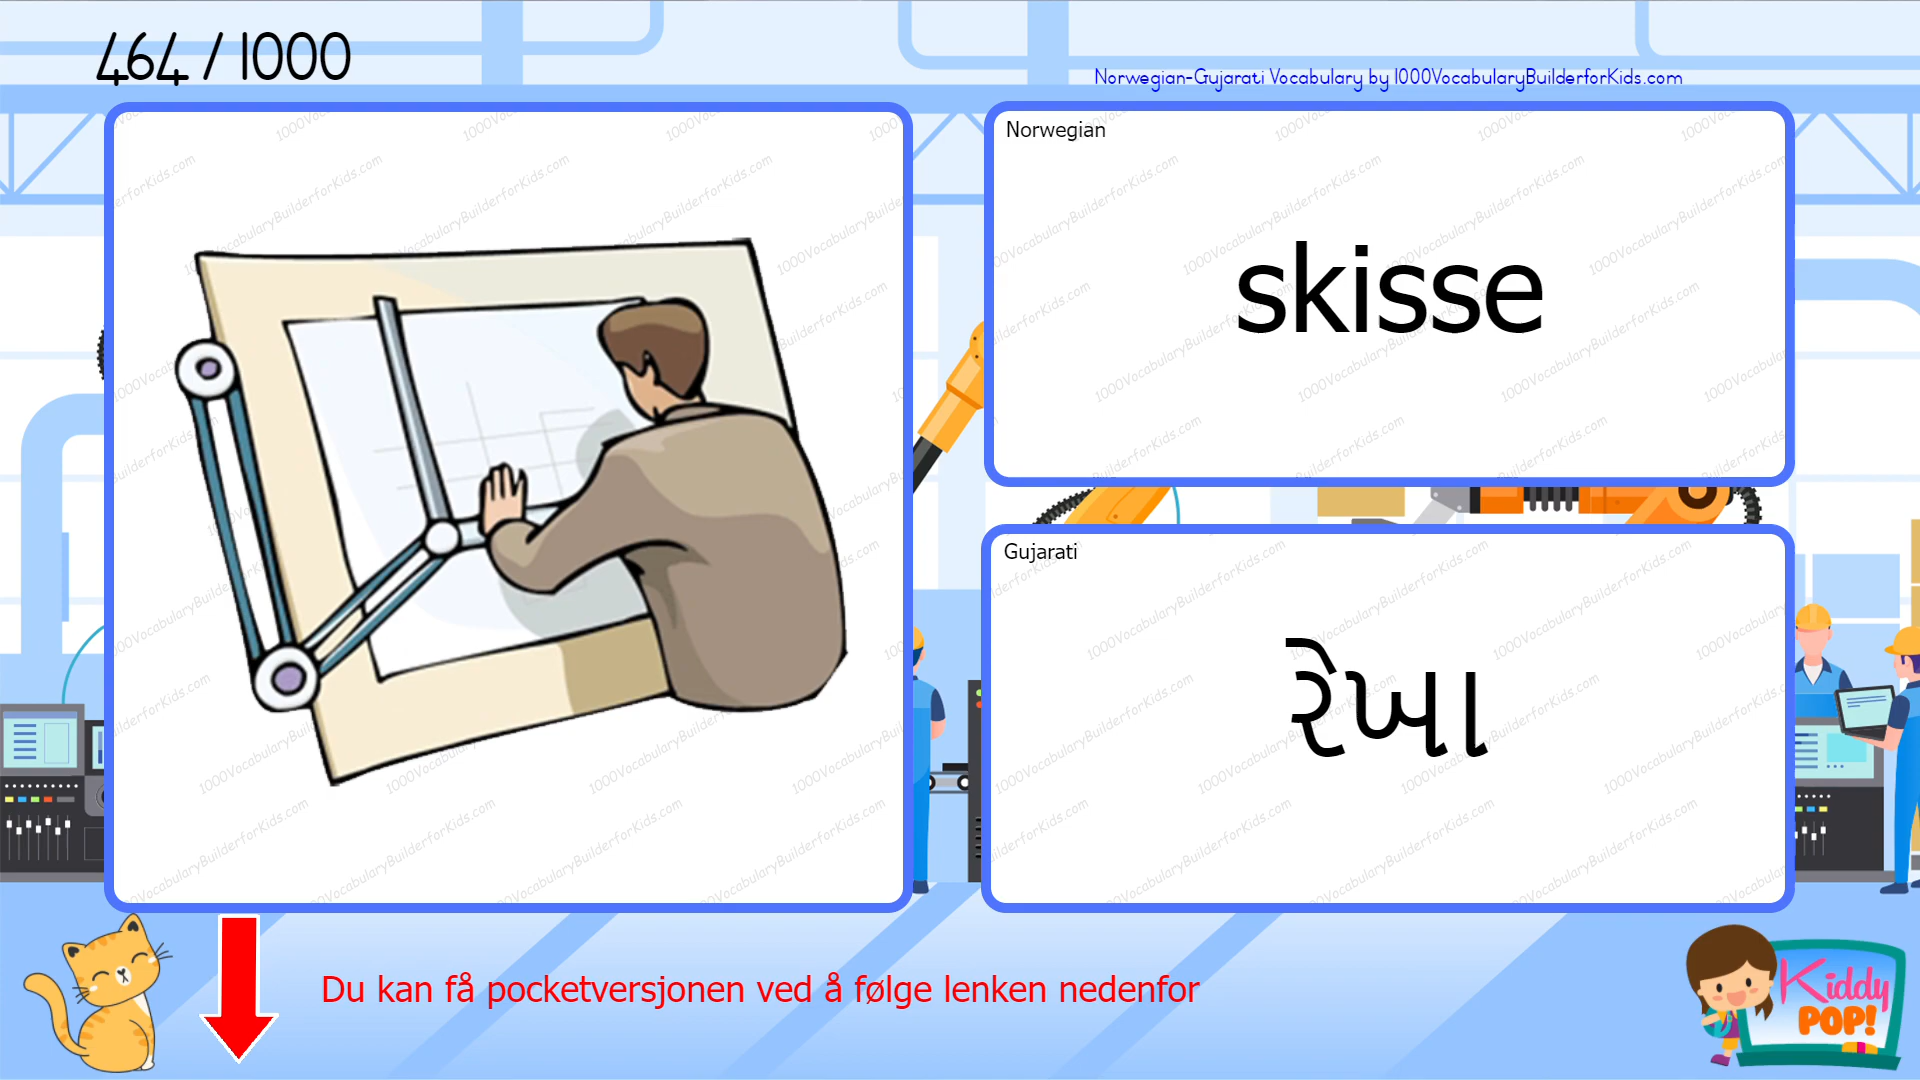 464 / 1000
Norwegian-Gujarati Vocabulary by 1000VocabularyBuilderforKids.com
Norwegian
skisse
Gujarati
રેખા
Du kan få pocketversjonen ved å følge lenken nedenfor
Kiddy
POP!